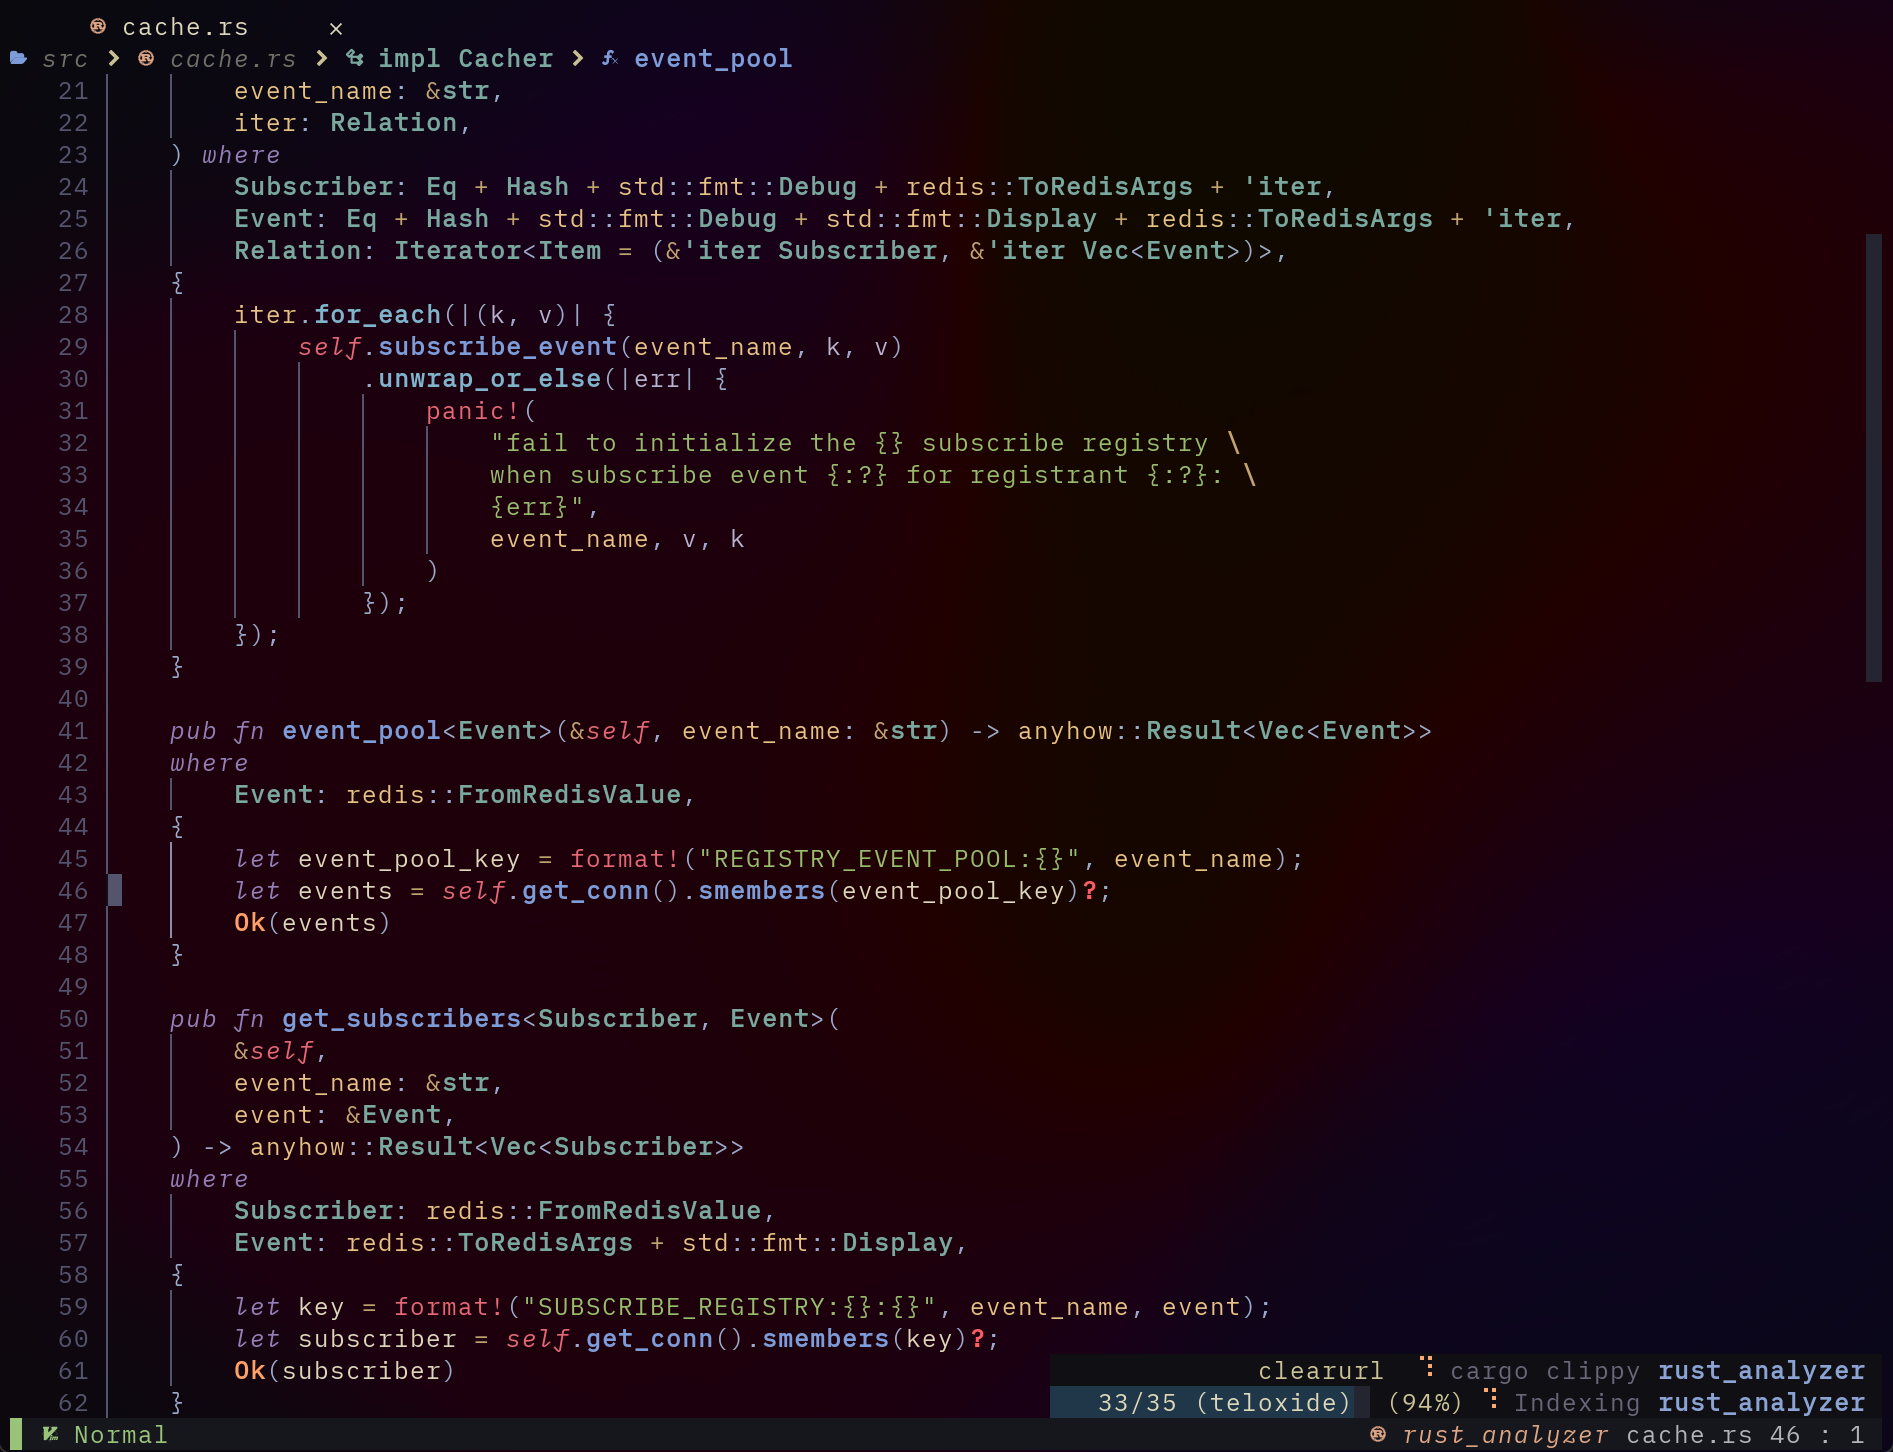 cache.rs ×
src > cache.rs > impl Cacher > event_pool
21 event_name: &str,
22 iter: Relation,
23 ) where
24 Subscriber: Eq + Hash + std::fmt::Debug + redis::ToRedisArgs + 'iter,
25 Event: Eq + Hash + std::fmt::Debug + std::fmt::Display + redis::ToRedisArgs + 'iter,
26 Relation: Iterator<Item = (&'iter Subscriber, &'iter Vec<Event>)>,
27 {
28 iter.for_each(|(k, v)| {
29 self.subscribe_event(event_name, k, v)
30 .unwrap_or_else(|err| {
31 panic!(
32 "fail to initialize the {} subscribe registry \
33 when subscribe event {:?} for registrant {:?}: \
34 {err}",
35 event_name, v, k
36 )
37 });
38 });
39 }
40
41 pub fn event_pool<Event>(&self, event_name: &str) -> anyhow::Result<Vec<Event>>
42 where
43 Event: redis::FromRedisValue,
44 {
45 let event_pool_key = format!("REGISTRY_EVENT_POOL:{}", event_name);
46 let events = self.get_conn().smembers(event_pool_key)?;
47 Ok(events)
48 }
49
50 pub fn get_subscribers<Subscriber, Event>(
51 &self,
52 event_name: &str,
53 event: &Event,
54 ) -> anyhow::Result<Vec<Subscriber>>
55 where
56 Subscriber: redis::FromRedisValue,
57 Event: redis::ToRedisArgs + std::fmt::Display,
58 {
59 let key = format!("SUBSCRIBE_REGISTRY:{}:{}", event_name, event);
60 let subscriber = self.get_conn().smembers(key)?;
61 Ok(subscriber)
clearurl cargo clippy rust_analyzer
62 }
33/35 (teloxide) (94%) Indexing rust_analyzer
Normal rust_analyzer cache.rs 46 : 1